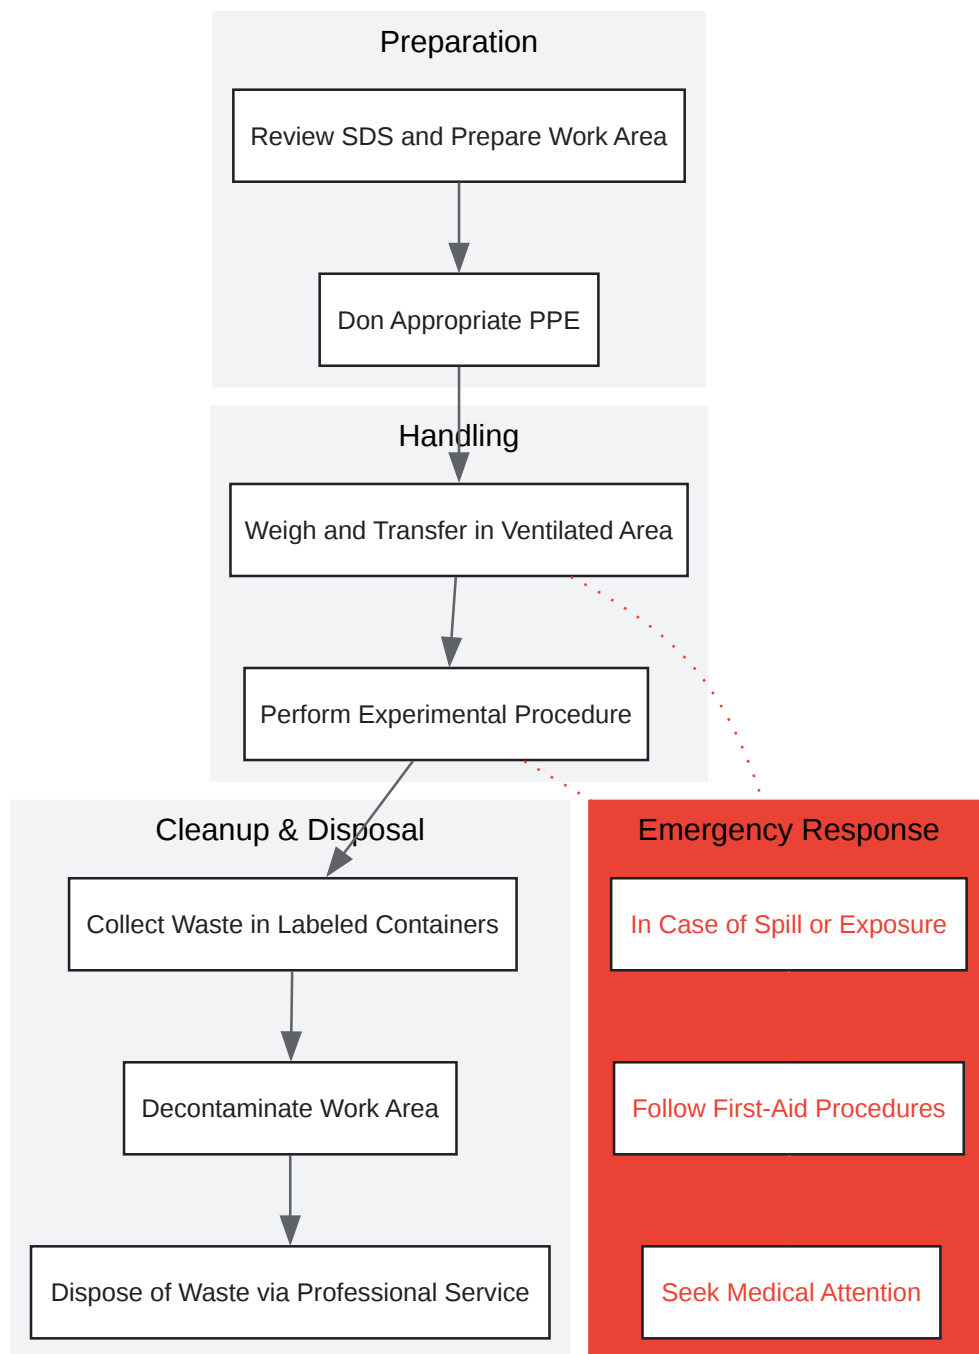 Preparation
Review SDS and Prepare Work Area
Don Appropriate PPE
Handling
Weigh and Transfer in Ventilated Area
Perform Experimental Procedure
Cleanup & Disposal
Collect Waste in Labeled Containers
Decontaminate Work Area
Dispose of Waste via Professional Service
Emergency Response
In Case of Spill or Exposure
Follow First-Aid Procedures
Seek Medical Attention